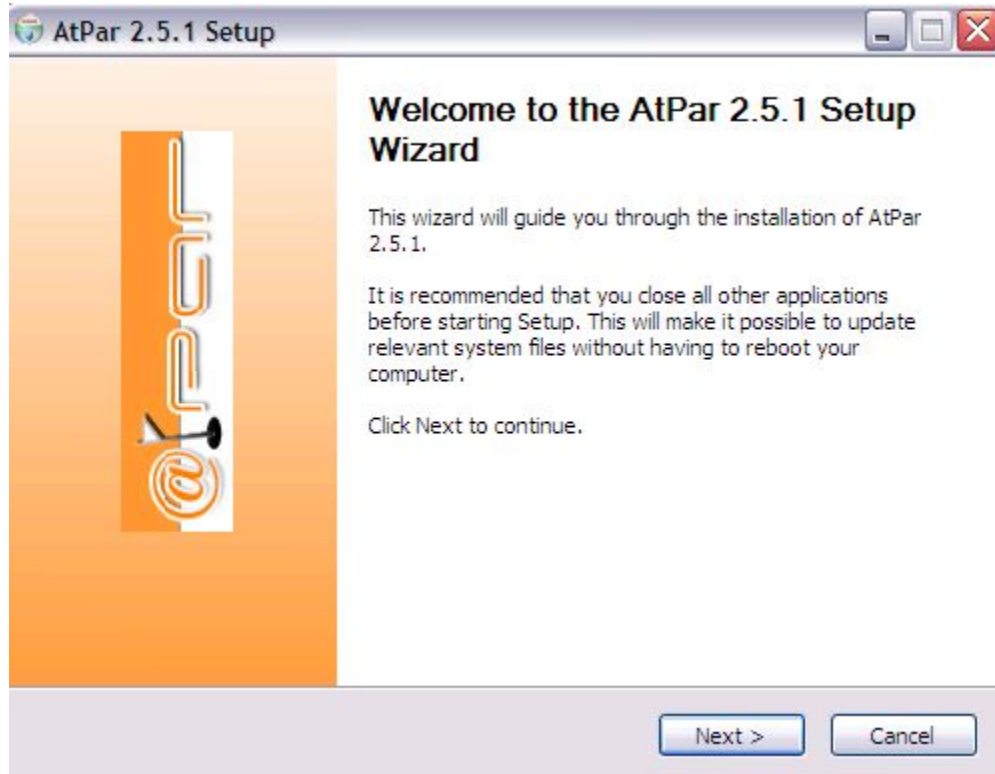 AtPar 2.5.1 Setup
Welcome to the AtPar 2.5.1 Setup
Wizard
This wizard will guide you through the installation of AtPar
2.5.1.
It is recommended that you close all other applications
before starting Setup. This will make it possible to update
relevant system files without having to reboot your
computer.
Click Next to continue.
@Par
Next >
Cancel